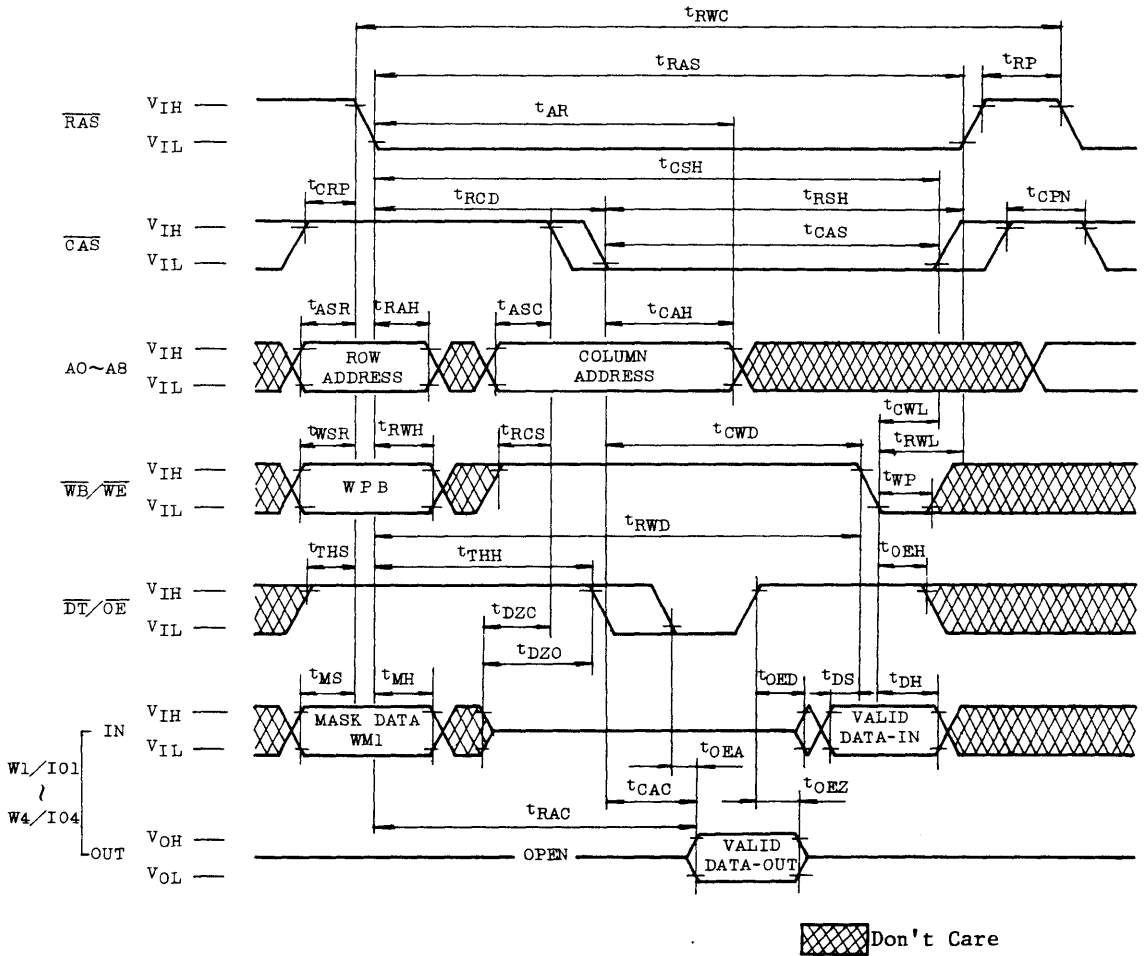 tRWC
tRAS
tRP
tAR
RAS
VIH
VIL
tCSH
tCRP
tRCD
tRSH
tCPN
CAS
VIH
VIL
tCAS
tASR
tRAH
tASC
tCAH
A0~A8
VIH
VIL
ROW
ADDRESS
COLUMN
ADDRESS
tCWL
tWSR
tRWH
tRCS
tCWD
tRWL
WB/WE
VIH
VIL
WPB
tWP
tRWD
tTHS
tTHH
tOEH
DT/OE
VIH
VIL
tDZC
tDZO
tMS
tMH
tOED
tDS
tDH
IN
VIH
VIL
MASK DATA
WM1
VALID
DATA-IN
tOEA
W1/IO1
~
W4/IO4
tCAC
tOEZ
tRAC
OUT
VOH
VOL
OPEN
VALID
DATA-OUT
Don't Care